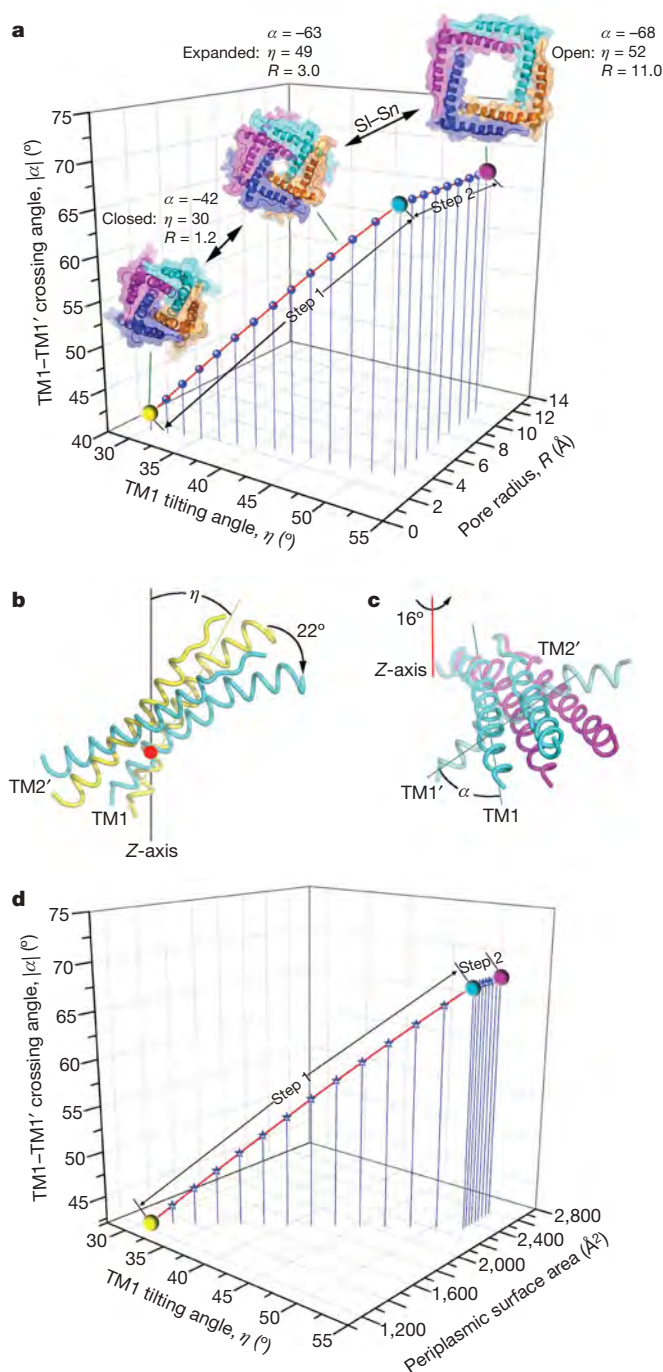 a
α = –63
Expanded: η = 49
R = 3.0
α = –68
Open: η = 52
R = 11.0
SI–Sn
Closed:
α = –42
η = 30
R = 1.2
Step 1
Step 2
TM1–TM1′ crossing angle, |α| (º)
75
70
65
60
55
50
45
40
30
35
40
45
50
55
TM1 tilting angle, η (º)
0
2
4
6
8
10
12
14
Pore radius, R (Å)
b
η
22º
TM2′
TM1
Z-axis
c
16º
Z-axis
TM2′
TM1′
α
TM1
d
Step 1
Step 2
TM1–TM1′ crossing angle, |α| (º)
75
70
65
60
55
50
45
30
35
40
45
50
55
TM1 tilting angle, η (º)
1,200
1,600
2,000
2,400
2,800
Periplasmic surface area (Å²)